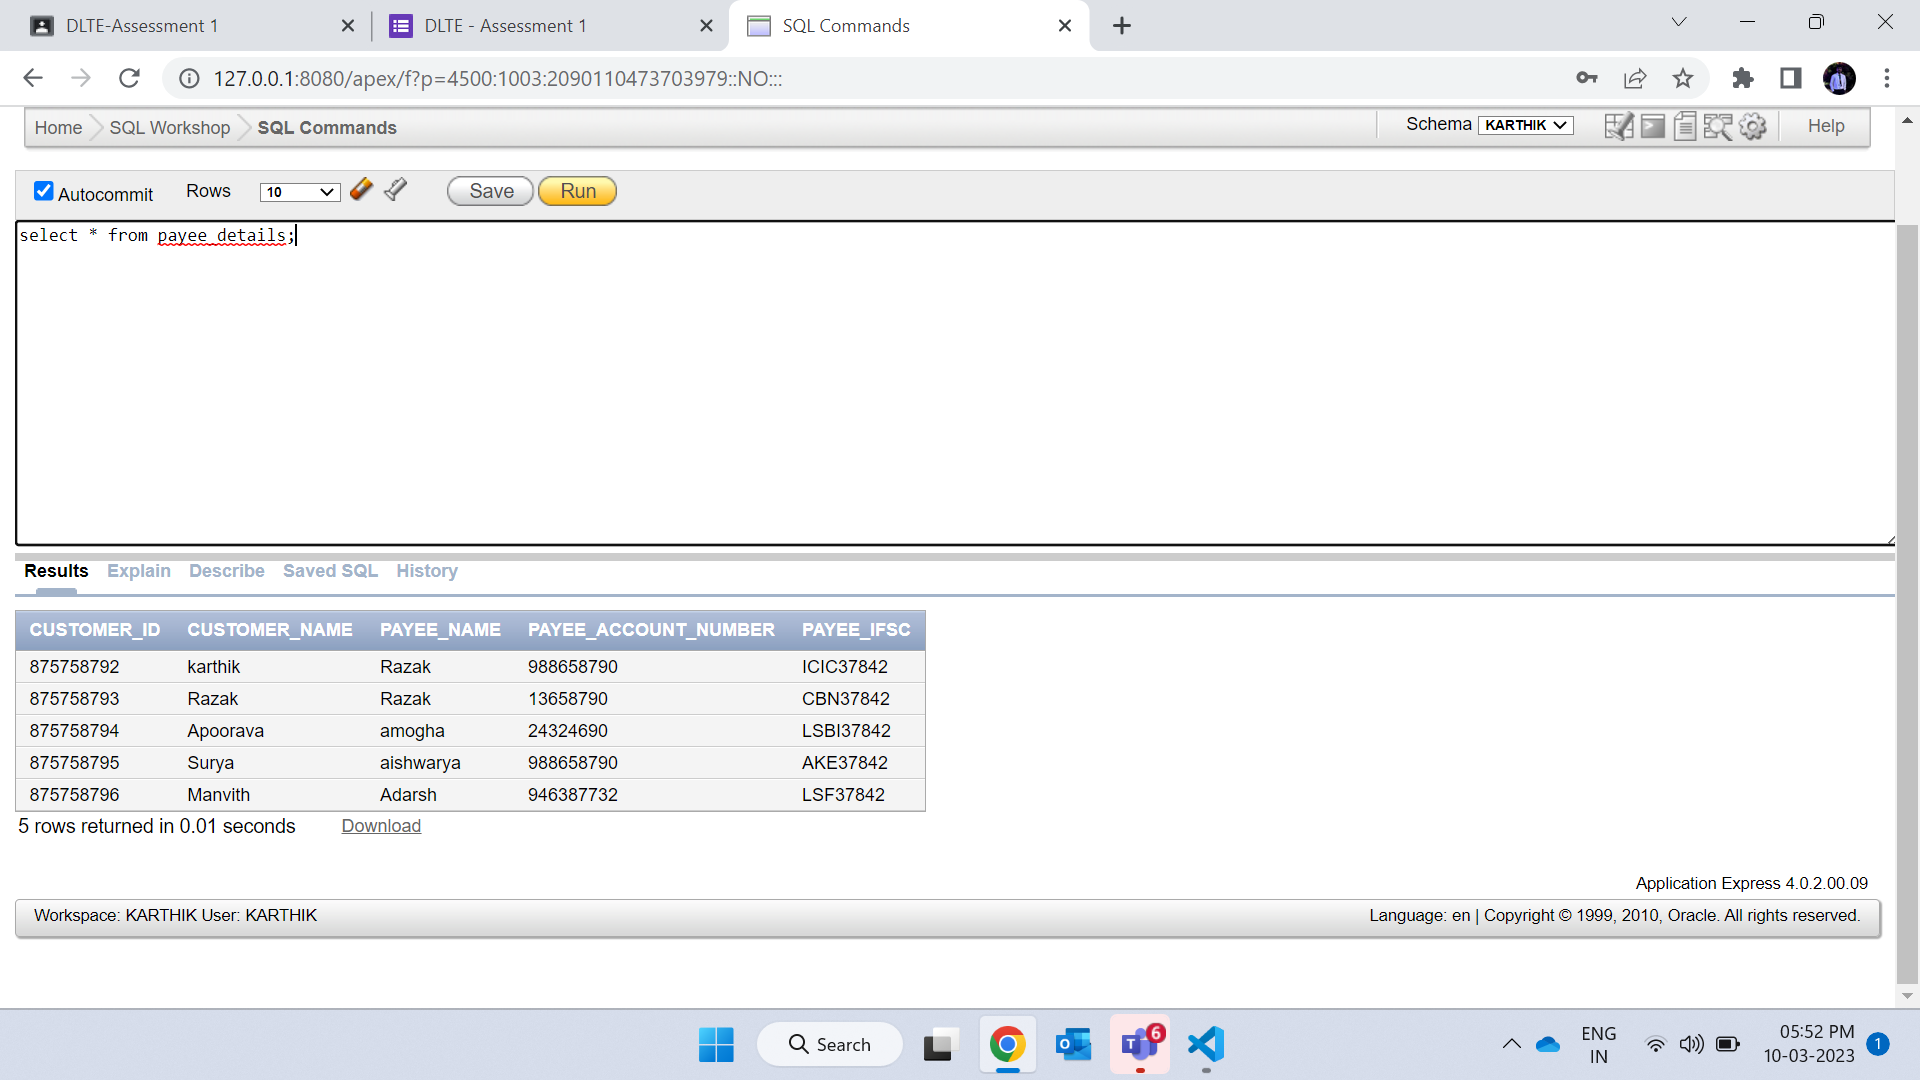 DLTE-Assessment 1
DLTE - Assessment 1
SQL Commands
127.0.0.1:8080/apex/f?p=4500:1003:2090110473703979::NO:::
Home SQL Workshop SQL Commands
Schema KARTHIK Help
Autocommit Rows 10 Save Run
select * from payee_details;
Results Explain Describe Saved SQL History
CUSTOMER_ID CUSTOMER_NAME PAYEE_NAME PAYEE_ACCOUNT_NUMBER PAYEE_IFSC
875758792 karthik Razak 988658790 ICIC37842
875758793 Razak Razak 13658790 CBN37842
875758794 Apoorava amogha 24324690 LSBI37842
875758795 Surya aishwarya 988658790 AKE37842
875758796 Manvith Adarsh 946387732 LSF37842
5 rows returned in 0.01 seconds Download
Application Express 4.0.2.00.09
Workspace: KARTHIK User: KARTHIK
Language: en | Copyright © 1999, 2010, Oracle. All rights reserved.
Search
6
ENG
IN
05:52 PM
10-03-2023
1